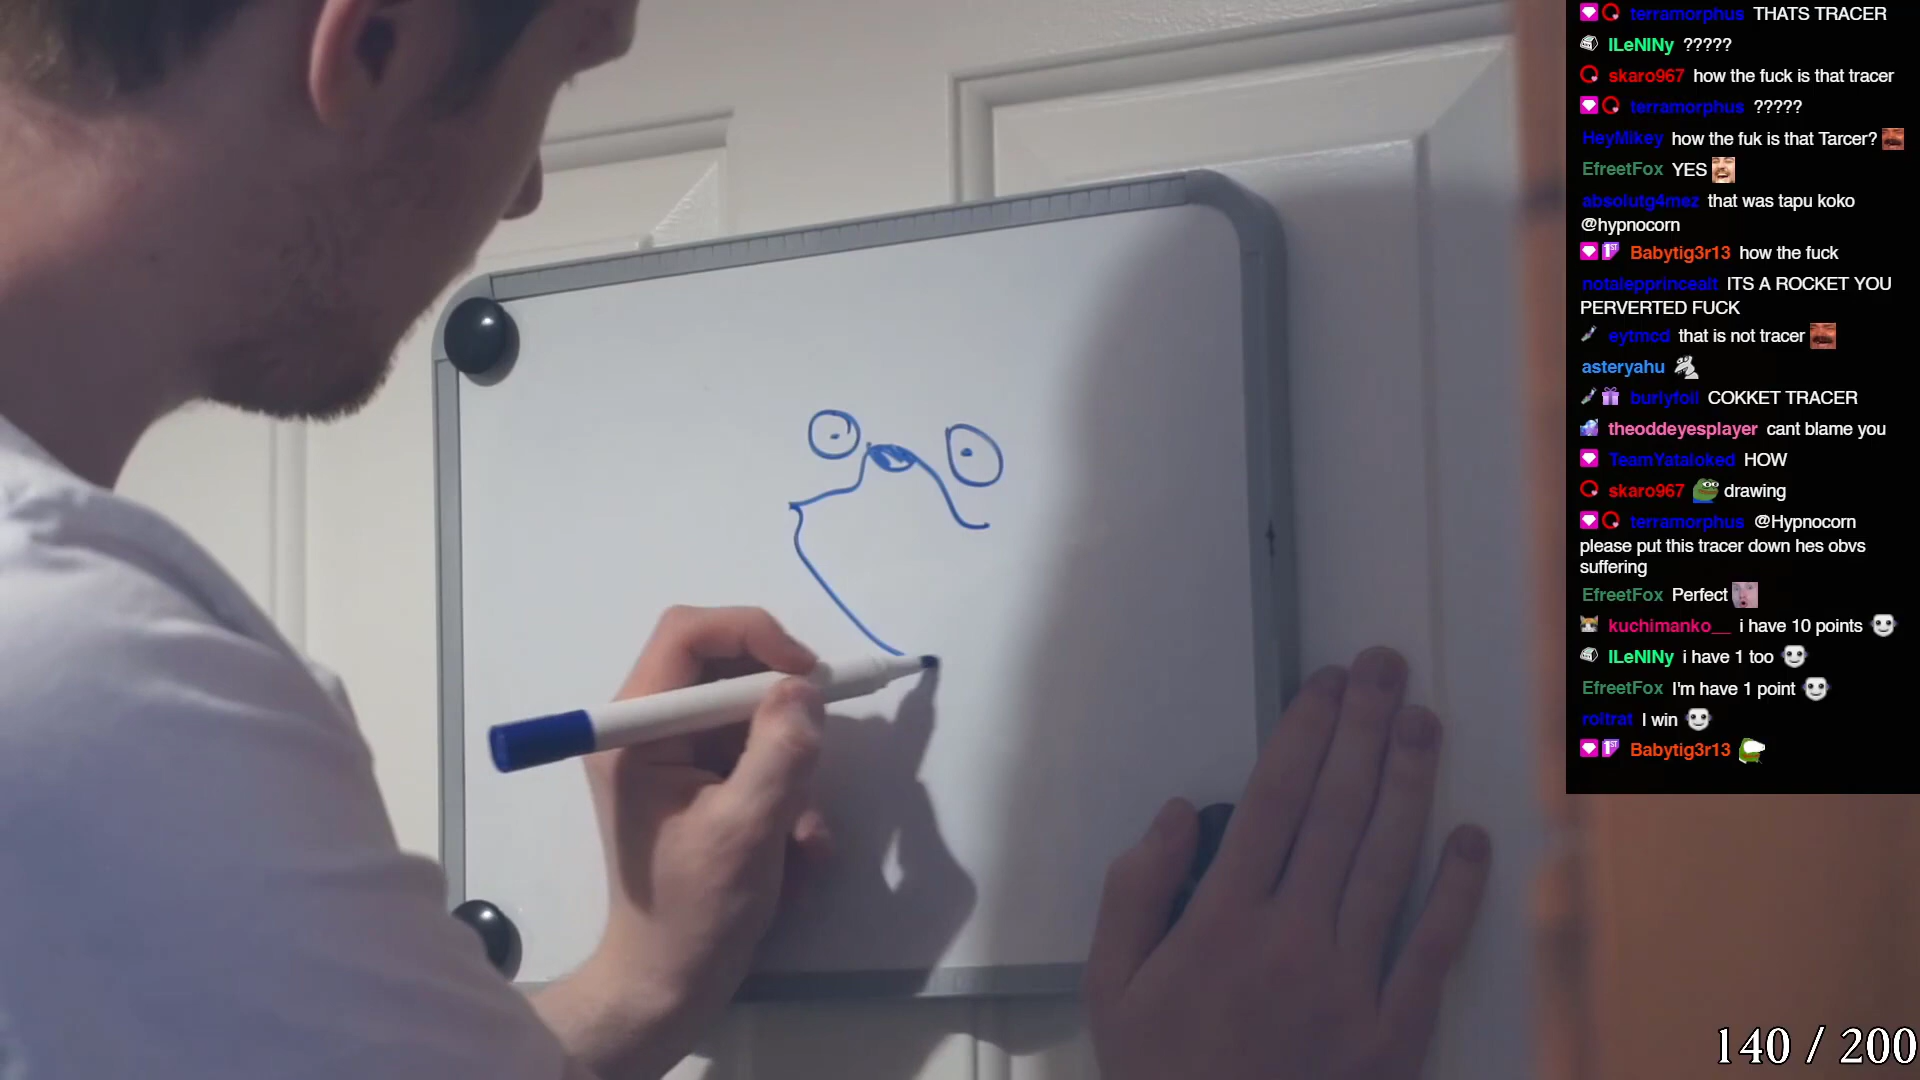 terramorphus THATS TRACER
ILeNINy ?????
skaro967 how the fuck is that tracer
terramorphus ?????
HeyMikey how the fuk is that Tarcer?
EfreetFox YES
absolutg4mez that was tapu koko
@hypnocorn
1ST Babytig3r13 how the fuck
notalepprincealt ITS A ROCKET YOU
PERVERTED FUCK
eytmcd that is not tracer
asteryahu
burlyfoil COKKET TRACER
theoddeyesplayer cant blame you
TeamYataloked HOW
skaro967 drawing
terramorphus @Hypnocorn
please put this tracer down hes obvs
suffering
EfreetFox Perfect
kuchimanko__ i have 10 points
ILeNINy i have 1 too
EfreetFox I'm have 1 point
roltrat I win
1ST Babytig3r13
140 / 200